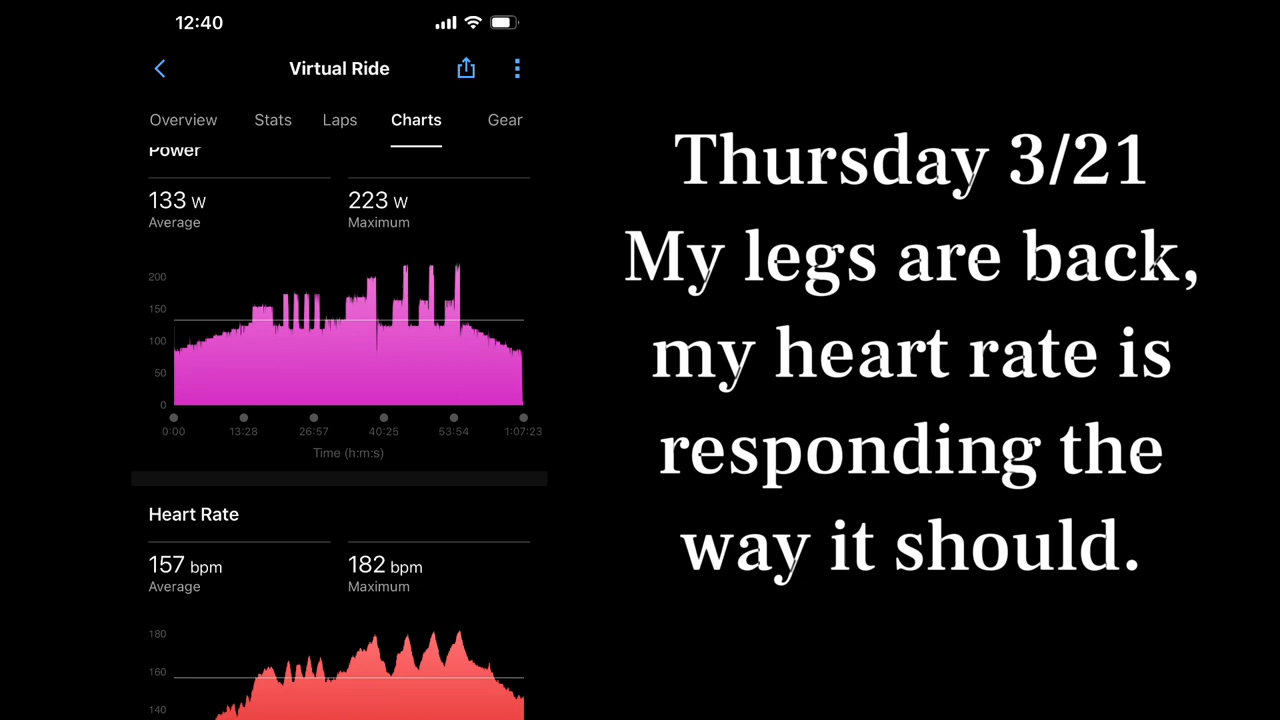 12:40
Virtual Ride
Overview Stats Laps Charts Gear
Power
133 W 223 W
Average Maximum
200
150
100
50
0
0:00 13:28 26:57 40:25 53:54 1:07:23
Time (h:m:s)
Heart Rate
157 bpm 182 bpm
Average Maximum
180
160
140
Thursday 3/21
My legs are back,
my heart rate is
responding the
way it should.